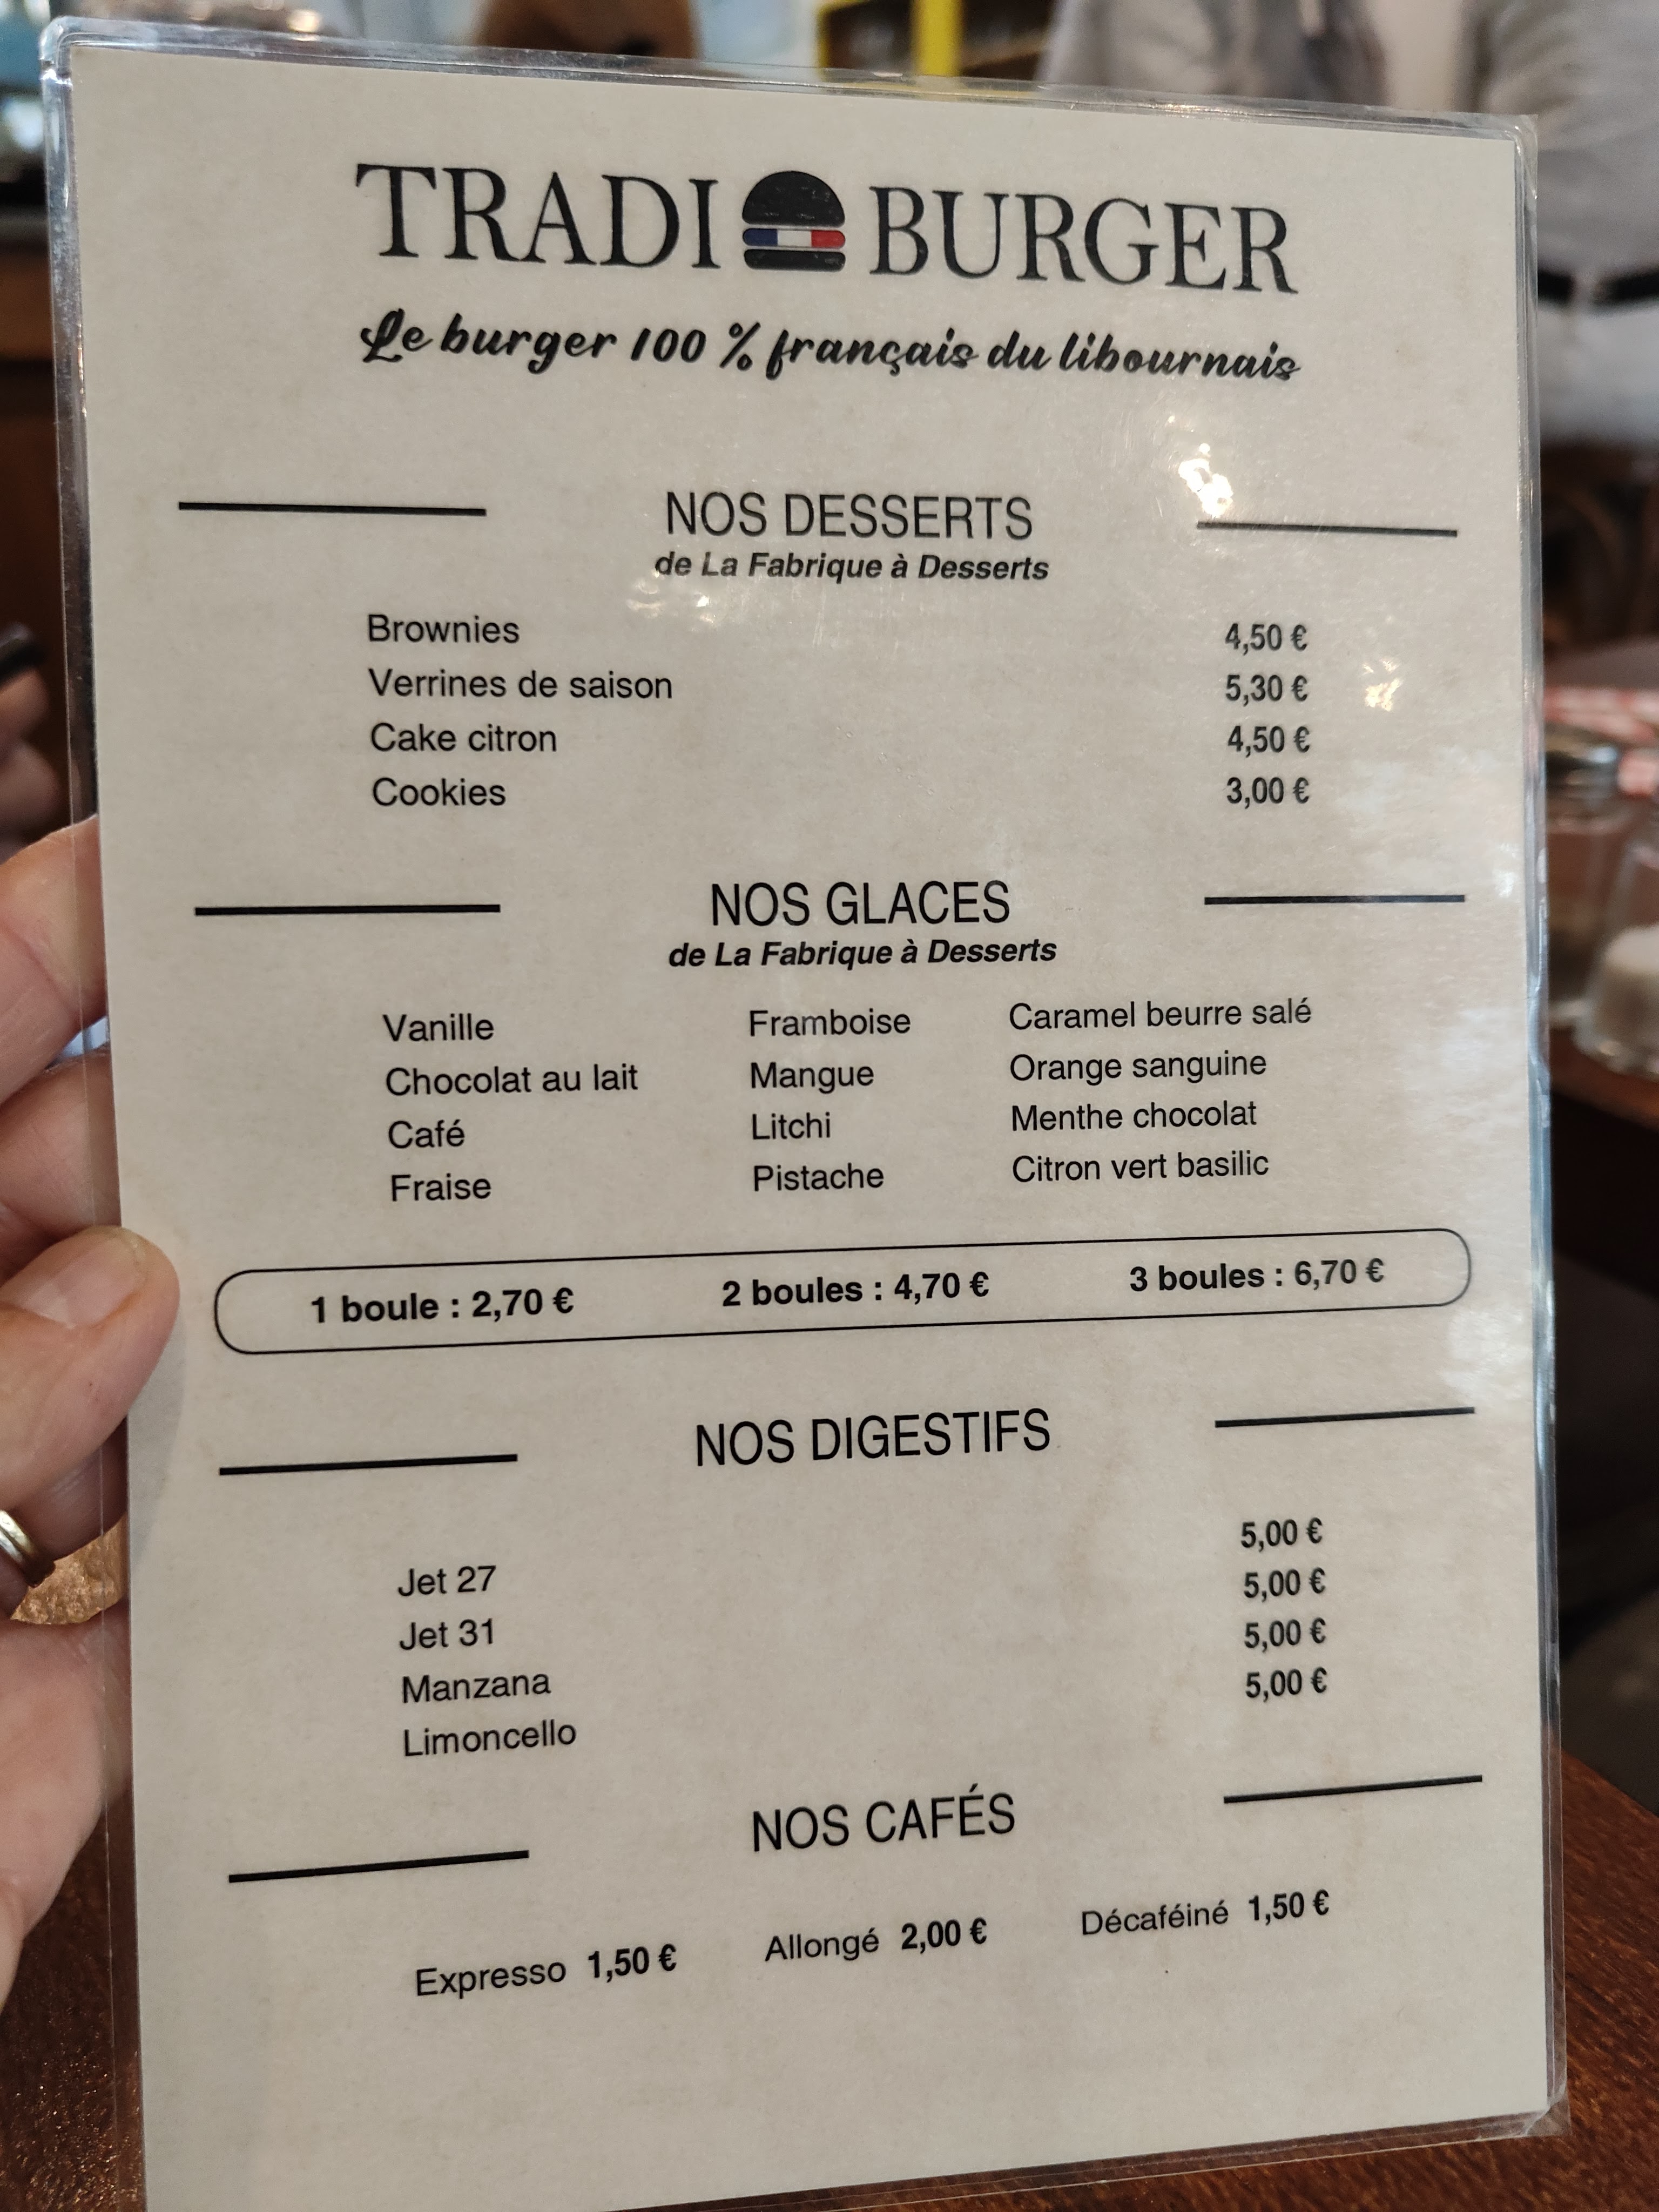 TRADI BURGER
Le burger 100 % français du libournais
NOS DESSERTS
de La Fabrique à Desserts
Brownies 4,50 €
Verrines de saison 5,30 €
Cake citron 4,50 €
Cookies 3,00 €
NOS GLACES
de La Fabrique à Desserts
Vanille Framboise Caramel beurre salé
Chocolat au lait Mangue Orange sanguine
Café Litchi Menthe chocolat
Fraise Pistache Citron vert basilic
1 boule : 2,70 € 2 boules : 4,70 € 3 boules : 6,70 €
NOS DIGESTIFS
5,00 €
Jet 27 5,00 €
Jet 31 5,00 €
Manzana 5,00 €
Limoncello
NOS CAFÉS
Expresso 1,50 € Allongé 2,00 € Décaféiné 1,50 €